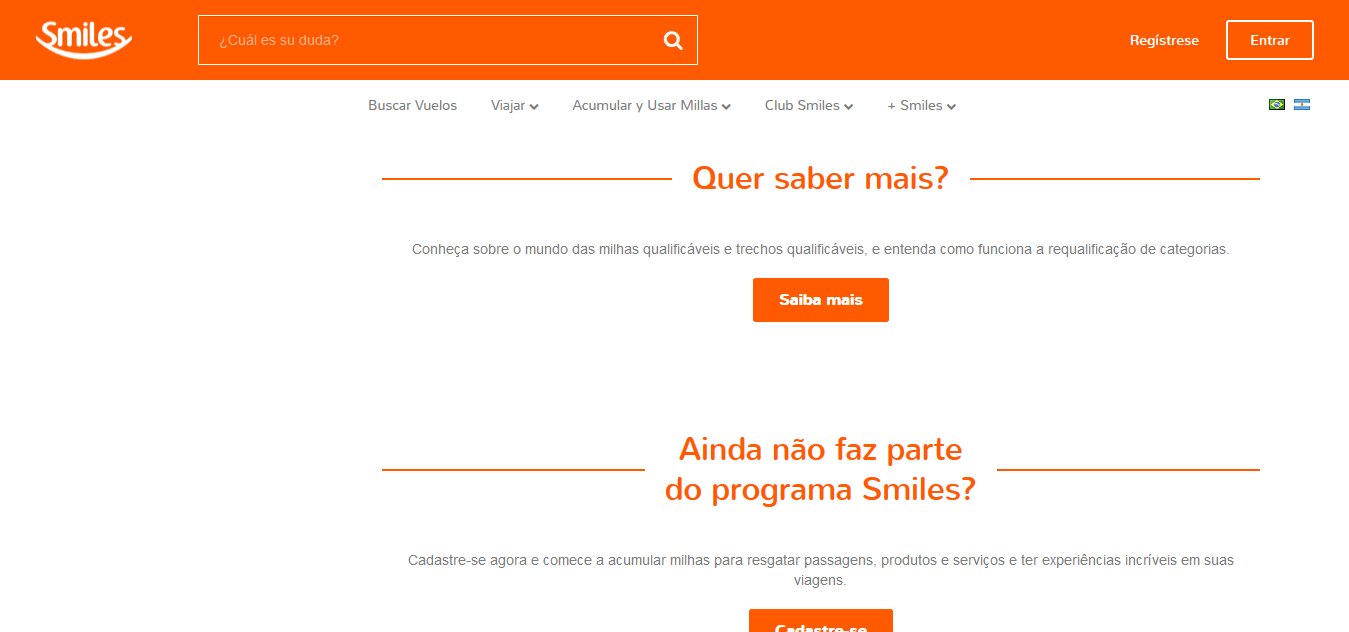 Smiles
¿Cuál es su duda?
Regístrese
Entrar
Buscar Vuelos
Viajar
Acumular y Usar Millas
Club Smiles
+ Smiles
Quer saber mais?
Conheça sobre o mundo das milhas qualificáveis e trechos qualificáveis, e entenda como funciona a requalificação de categorias.
Saiba mais
Ainda não faz parte
do programa Smiles?
Cadastre-se agora e comece a acumular milhas para resgatar passagens, produtos e serviços e ter experiências incríveis em suas
viagens.
Cadastre-se